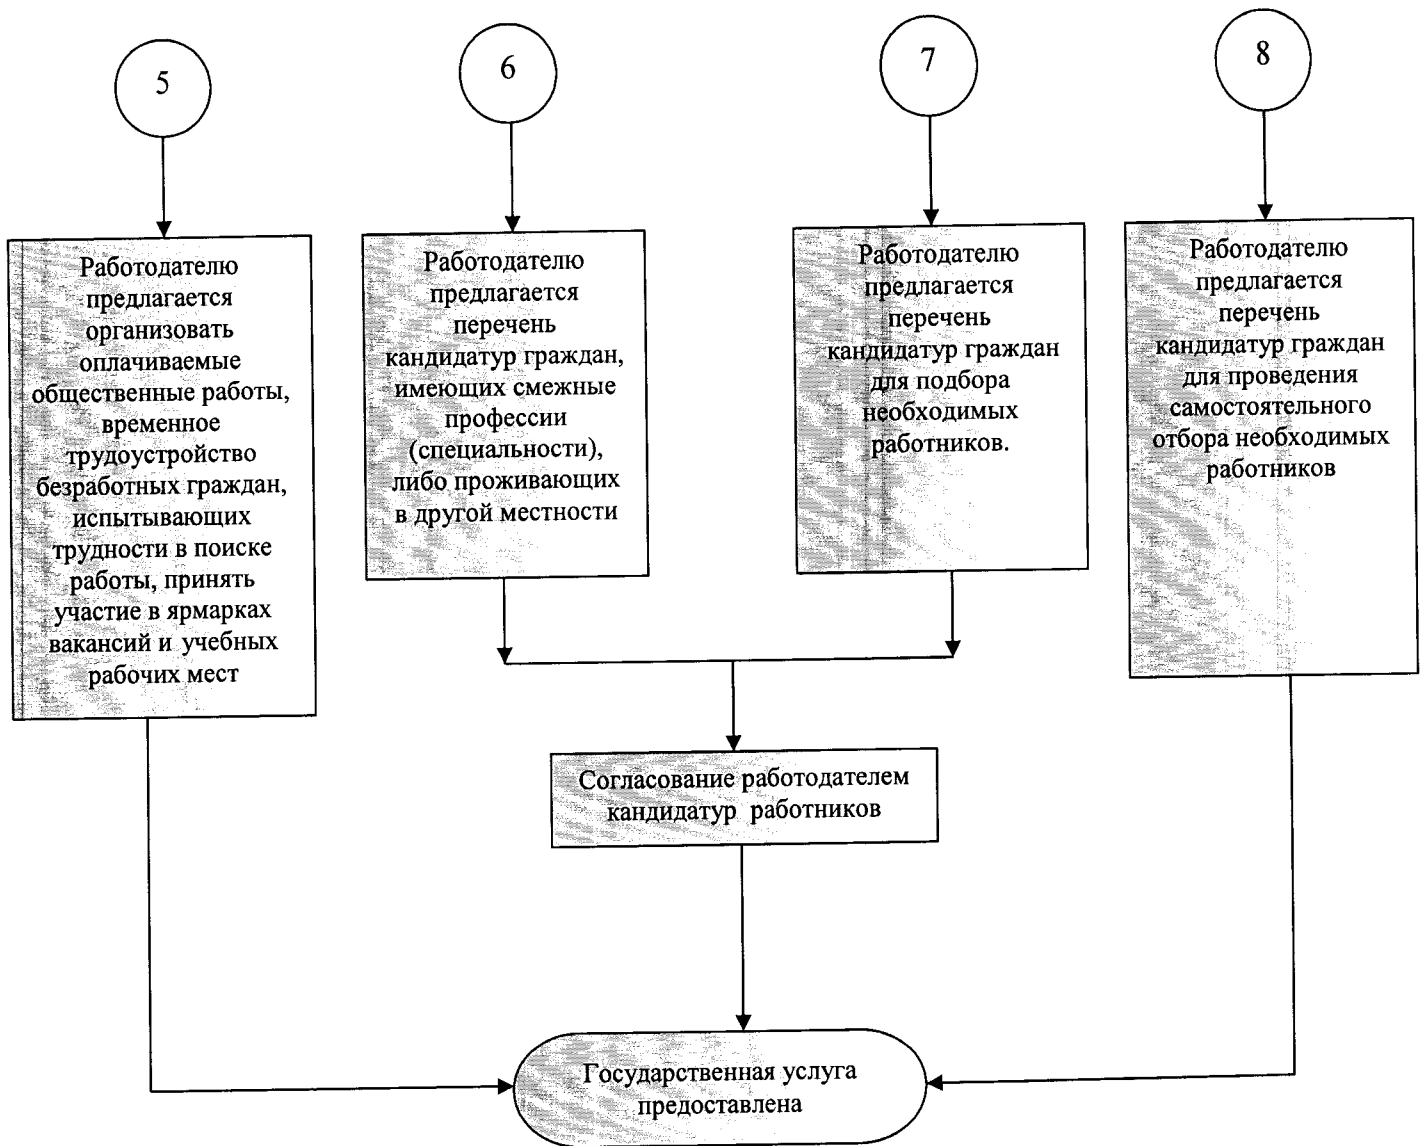 5
6
7
8
Работодателю
предлагается
организовать
оплачиваемые
общественные работы,
временное
трудоустройство
безработных граждан,
испытывающих
трудности в поиске
работы, принять
участие в ярмарках
вакансий и учебных
рабочих мест
Работодателю
предлагается
перечень
кандидатур граждан,
имеющих смежные
профессии
(специальности),
либо проживающих
в другой местности
Работодателю
предлагается
перечень
кандидатур граждан
для подбора
необходимых
работников.
Работодателю
предлагается
перечень
кандидатур граждан
для проведения
самостоятельного
отбора необходимых
работников
Согласование работодателем
кандидатур работников
Государственная услуга
предоставлена